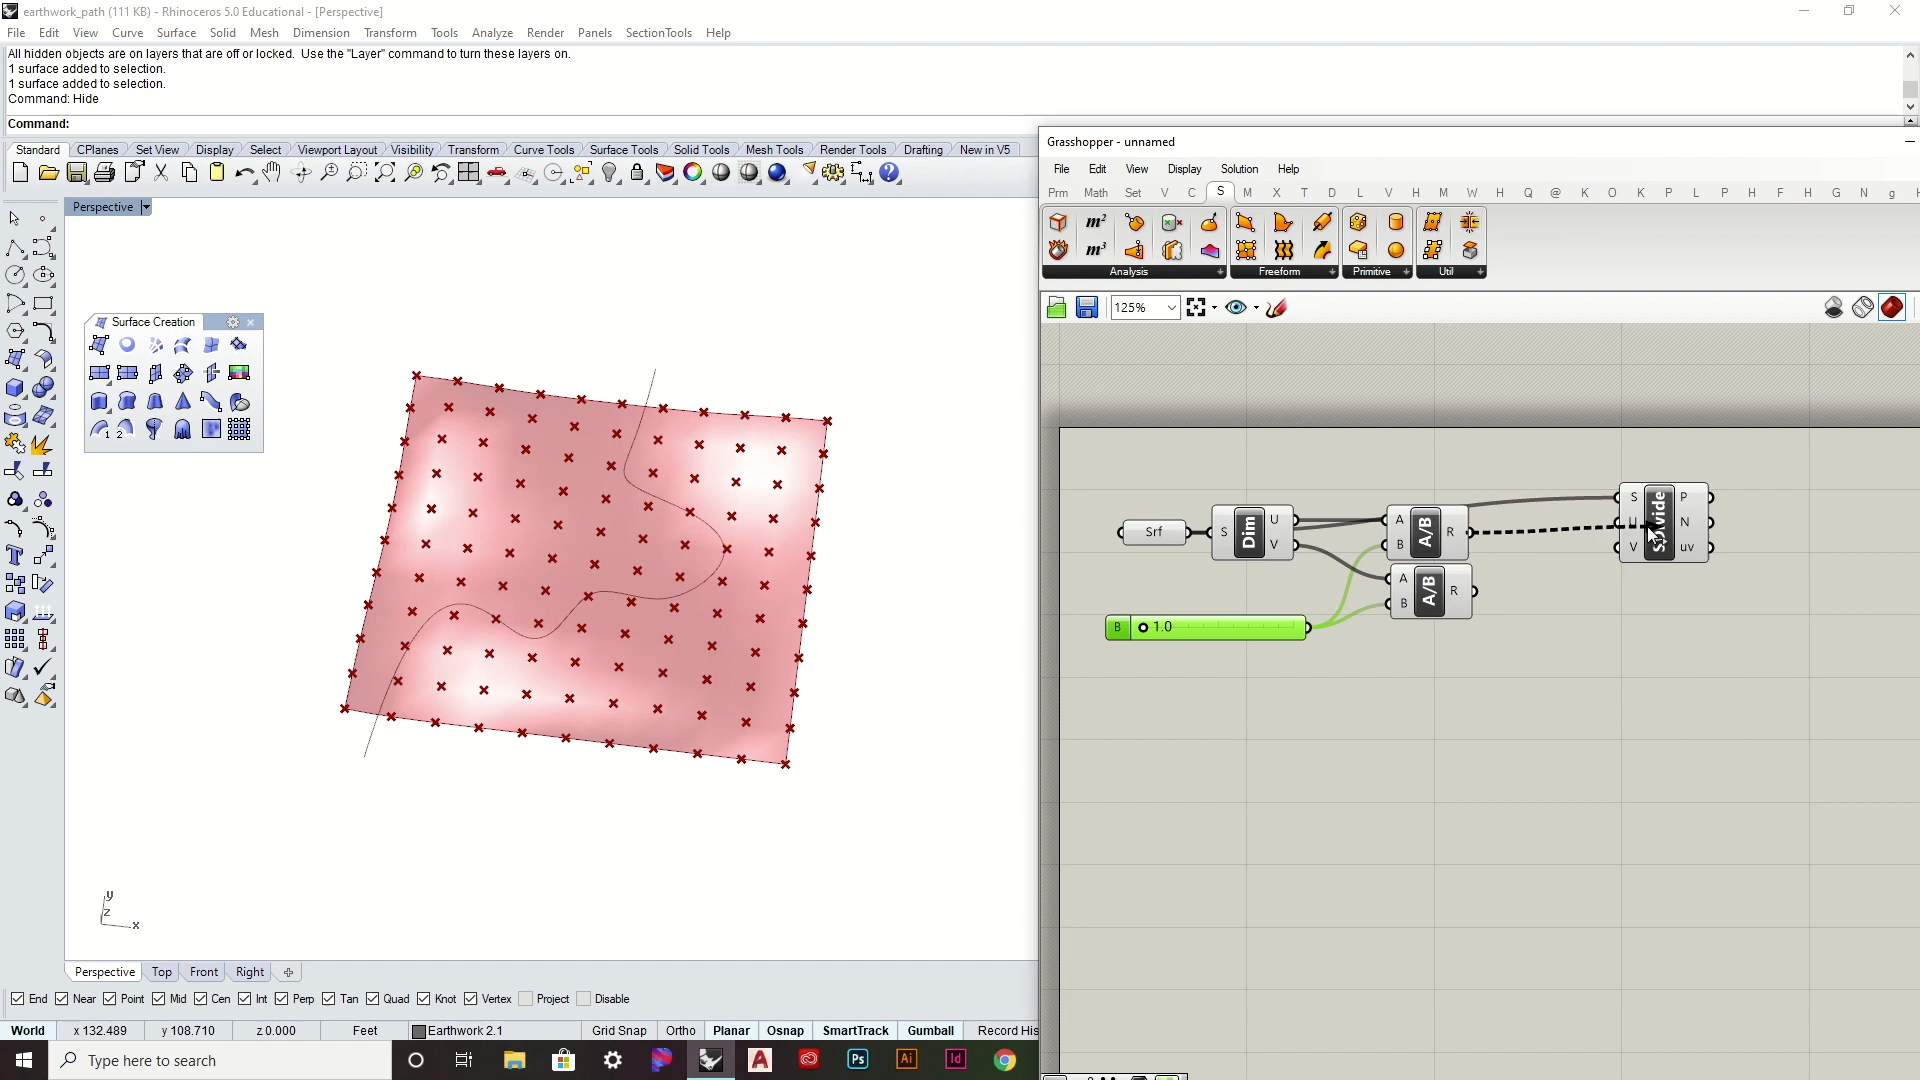 earthwork_path (111 KB) - Rhinoceros 5.0 Educational - [Perspective]
File Edit View Curve Surface Solid Mesh Dimension Transform Tools Analyze Render Panels SectionTools Help
All hidden objects are on layers that are off or locked.  Use the "Layer" command to turn these layers on.
1 surface added to selection.
1 surface added to selection.
Command: Hide
Command:
Standard CPlanes Set View Display Select Viewport Layout Visibility Transform Curve Tools Surface Tools Solid Tools Mesh Tools Render Tools Drafting New in V5
Perspective
Surface Creation
1 2
y
z
x
Perspective Top Front Right
End Near Point Mid Cen Int Perp Tan Quad Knot Vertex Project Disable
World x 132.489 y 108.710 z 0.000 Feet Earthwork 2.1 Grid Snap Ortho Planar Osnap SmartTrack Gumball Record His
Type here to search
A Ps Ai Id
Grasshopper - unnamed
File Edit View Display Solution Help
Prm Math Set V C S M X T D L V H M W H Q @ K O K P L P H F H G N g
m² m³
Analysis Freeform Primitive Util
125%
Srf
S Dim U V
A B A/B R
A B A/B R
B 1.0
S V P N uv